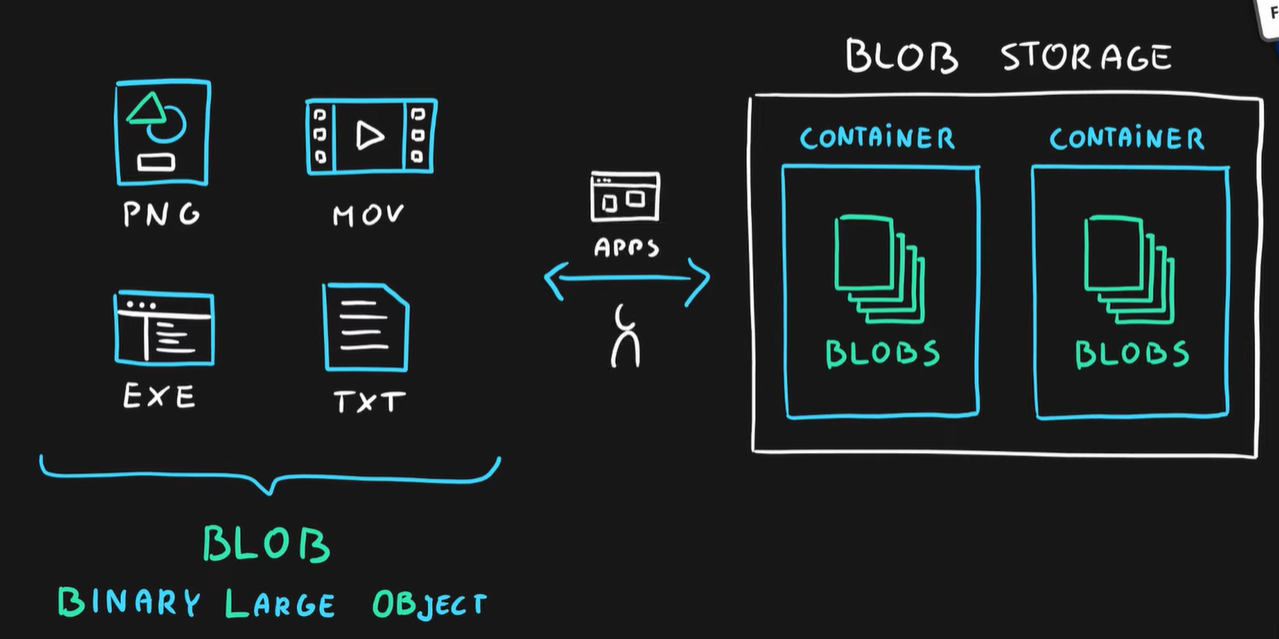 F
BLOB STORAGE
CONTAINER
CONTAINER
PNG
MOV
APPS
EXE
TXT
BLOBS
BLOBS
BLOB
BINARY LARGE OBJECT